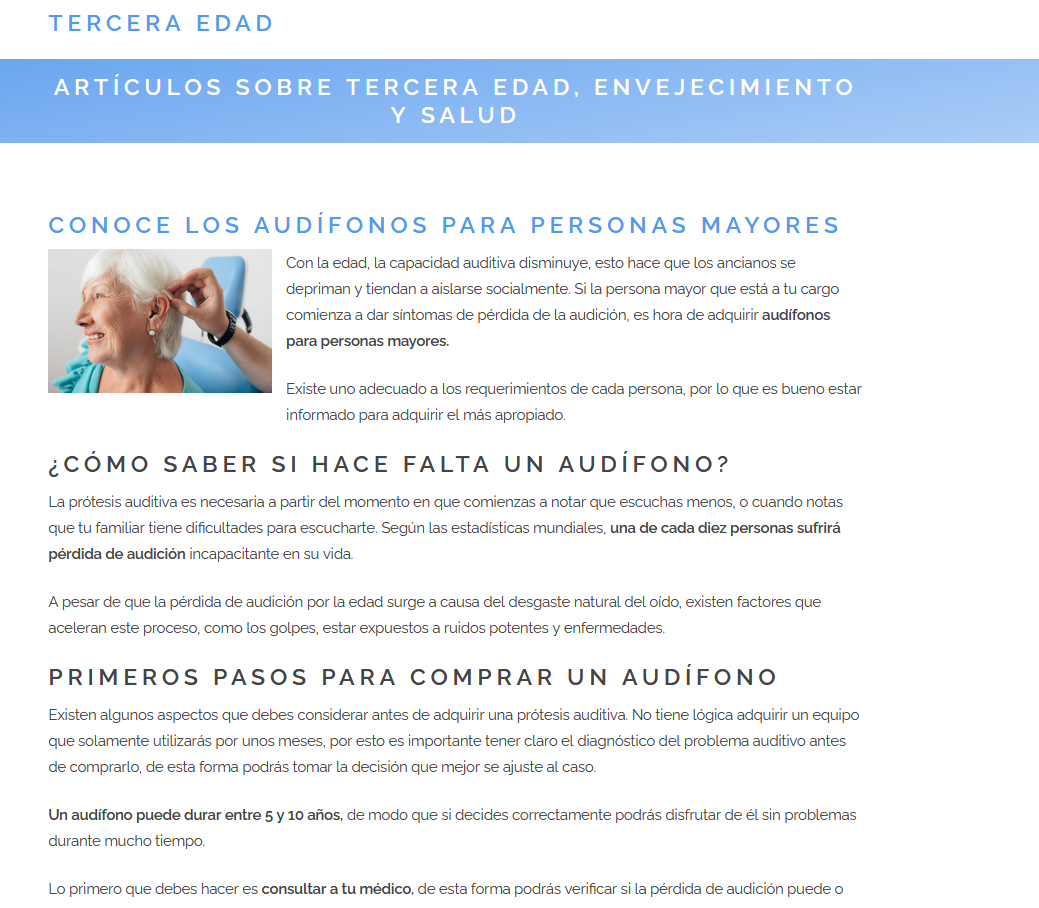 TERCERA EDAD
ARTÍCULOS SOBRE TERCERA EDAD, ENVEJECIMIENTO
Y SALUD
CONOCE LOS AUDÍFONOS PARA PERSONAS MAYORES
Con la edad, la capacidad auditiva disminuye, esto hace que los ancianos se
depriman y tiendan a aislarse socialmente. Si la persona mayor que está a tu cargo
comienza a dar síntomas de pérdida de la audición, es hora de adquirir audífonos
para personas mayores.
Existe uno adecuado a los requerimientos de cada persona, por lo que es bueno estar
informado para adquirir el más apropiado.
¿CÓMO SABER SI HACE FALTA UN AUDÍFONO?
La prótesis auditiva es necesaria a partir del momento en que comienzas a notar que escuchas menos, o cuando notas
que tu familiar tiene dificultades para escucharte. Según las estadísticas mundiales, una de cada diez personas sufrirá
pérdida de audición incapacitante en su vida.
A pesar de que la pérdida de audición por la edad surge a causa del desgaste natural del oído, existen factores que
aceleran este proceso, como los golpes, estar expuestos a ruidos potentes y enfermedades.
PRIMEROS PASOS PARA COMPRAR UN AUDÍFONO
Existen algunos aspectos que debes considerar antes de adquirir una prótesis auditiva. No tiene lógica adquirir un equipo
que solamente utilizarás por unos meses, por esto es importante tener claro el diagnóstico del problema auditivo antes
de comprarlo, de esta forma podrás tomar la decisión que mejor se ajuste al caso.
Un audífono puede durar entre 5 y 10 años, de modo que si decides correctamente podrás disfrutar de él sin problemas
durante mucho tiempo.
Lo primero que debes hacer es consultar a tu médico, de esta forma podrás verificar si la pérdida de audición puede o